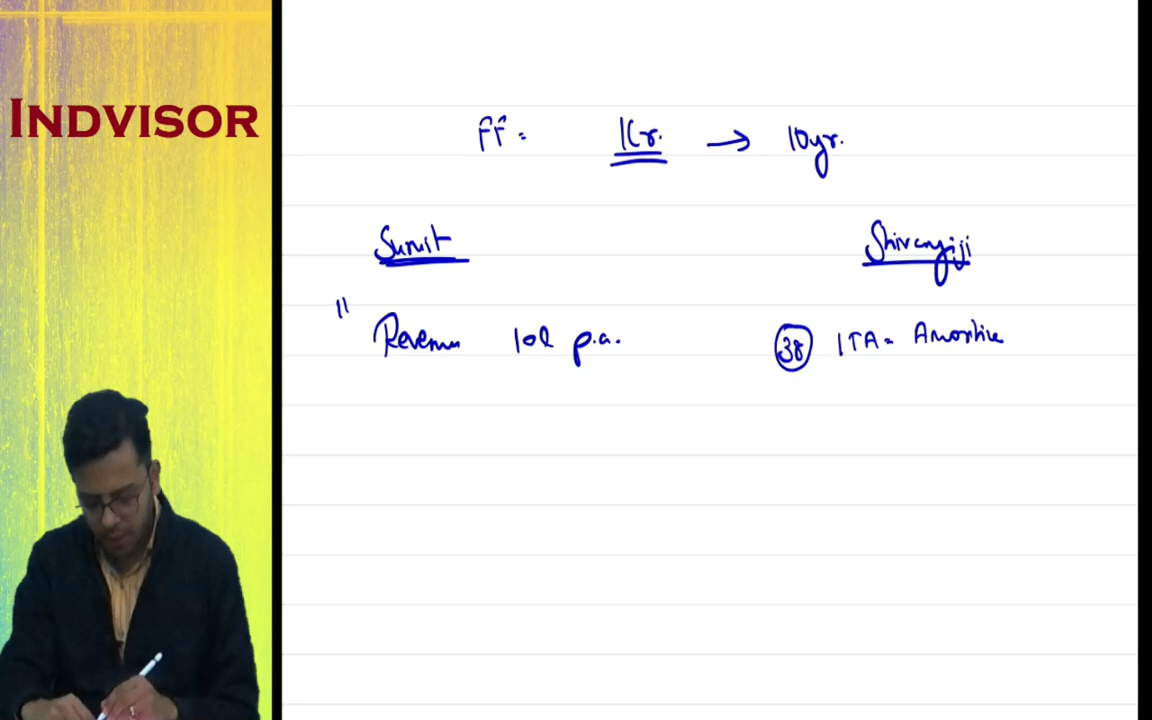 INDVISOR
FF = 1Cr. → 10yr.
Sumit Shivangiji
" Revenue 10L p.a. 38 ITA = Amortise